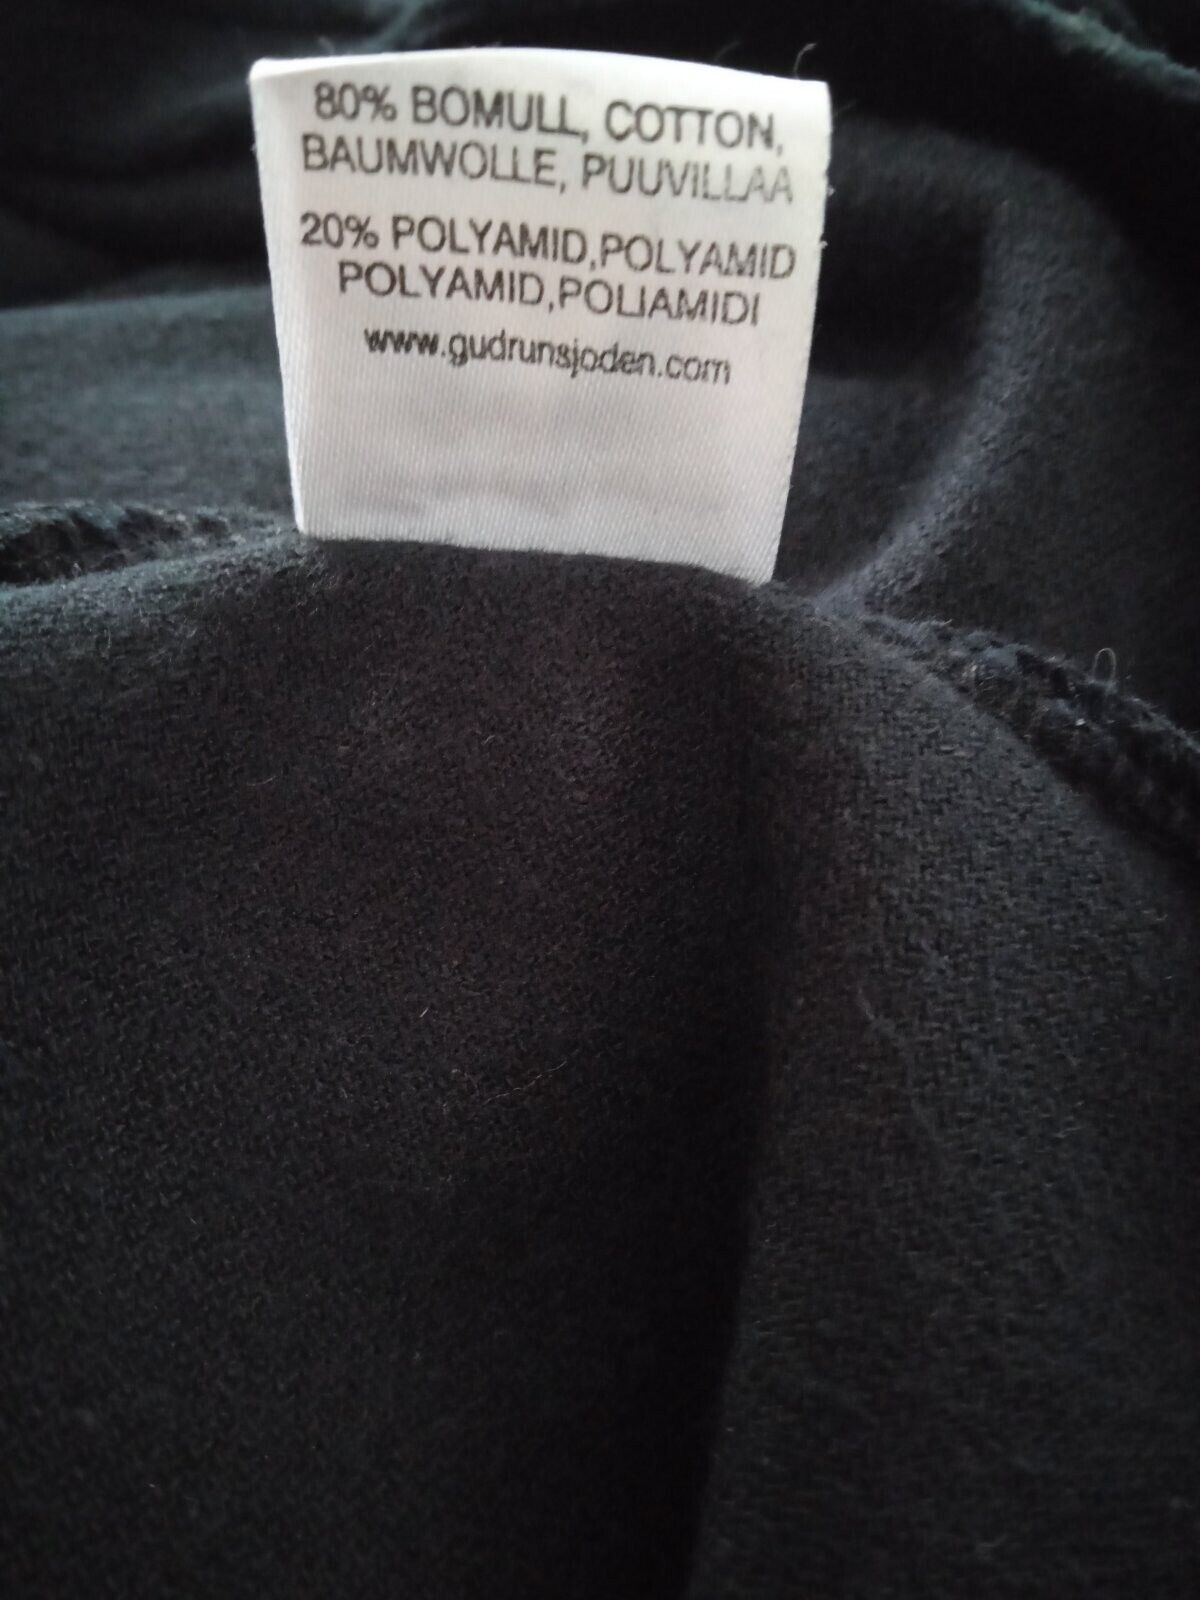 80% BOMULL, COTTON,
BAUMWOLLE, PUUVILLAA
20% POLYAMID,POLYAMID
POLYAMID,POLIAMIDI
www.gudrunsjoden.com